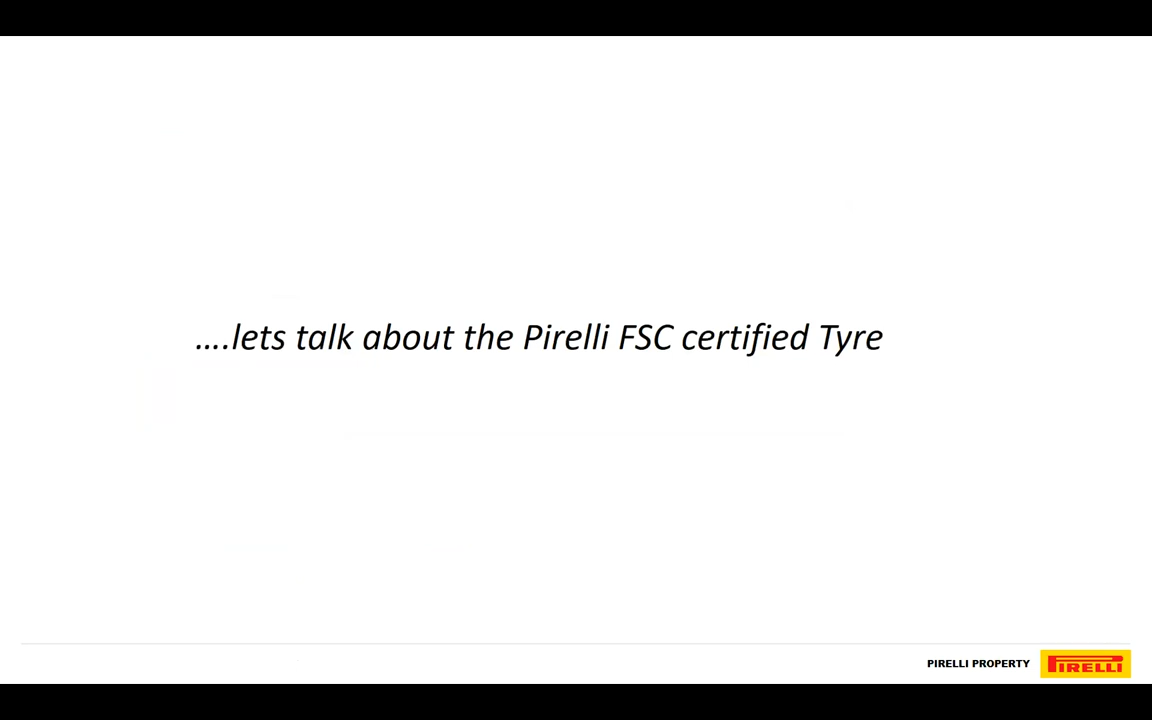 ....lets talk about the Pirelli FSC certified Tyre
PIRELLI PROPERTY
PIRELLI